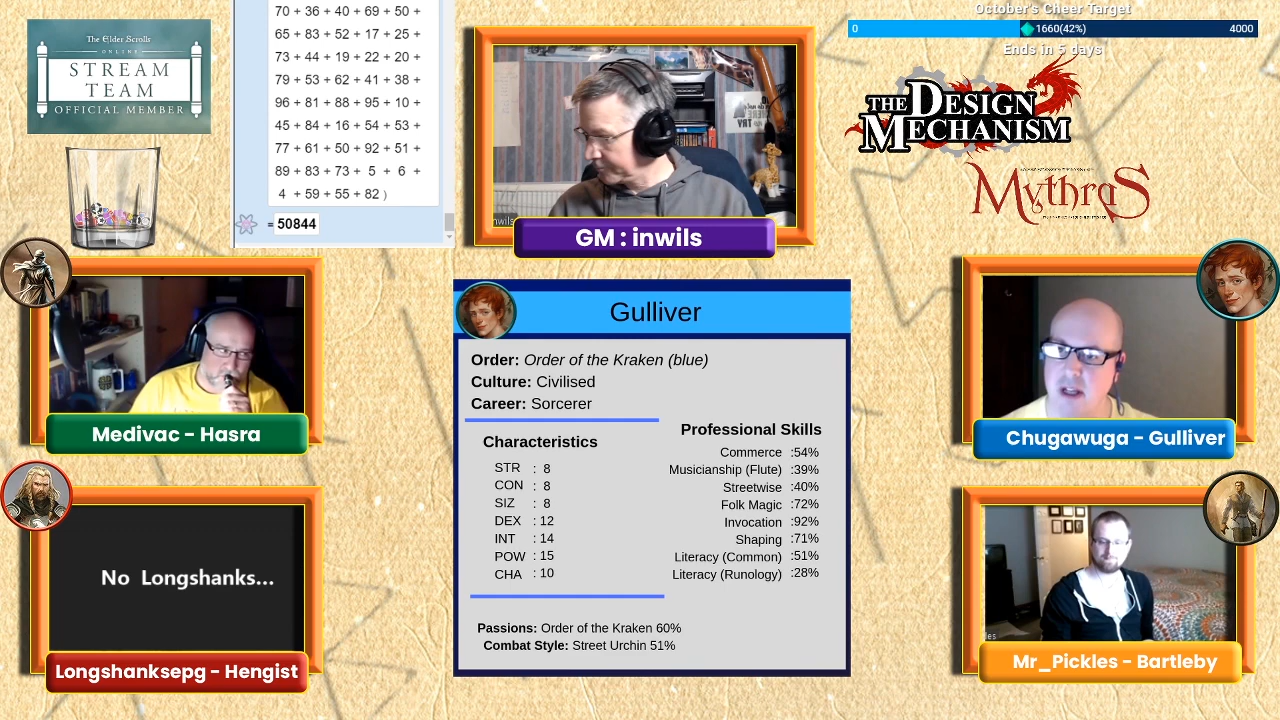 The Elder Scrolls
ONLINE
STREAM
TEAM
OFFICIAL MEMBER
70 + 36 + 40 + 69 + 50 +
65 + 83 + 52 + 17 + 25 +
73 + 44 + 19 + 22 + 20 +
79 + 53 + 62 + 41 + 38 +
96 + 81 + 88 + 95 + 10 +
45 + 84 + 16 + 54 + 53 +
77 + 61 + 50 + 92 + 51 +
89 + 83 + 73 + 5 + 6 +
4 + 59 + 55 + 82 )
= 50844
GM : inwils
October's Cheer Target
0 1660(42%) 4000
Ends in 5 days
THE DESIGN
MECHANISM
MYTHRAS
Medivac - Hasra
No Longshanks...
Longshanksepg - Hengist
Gulliver
Order: Order of the Kraken (blue)
Culture: Civilised
Career: Sorcerer
Characteristics
STR : 8
CON : 8
SIZ : 8
DEX : 12
INT : 14
POW : 15
CHA : 10
Professional Skills
Commerce :54%
Musicianship (Flute) :39%
Streetwise :40%
Folk Magic :72%
Invocation :92%
Shaping :71%
Literacy (Common) :51%
Literacy (Runology) :28%
Passions: Order of the Kraken 60%
Combat Style: Street Urchin 51%
Chugawuga - Gulliver
Mr_Pickles - Bartleby